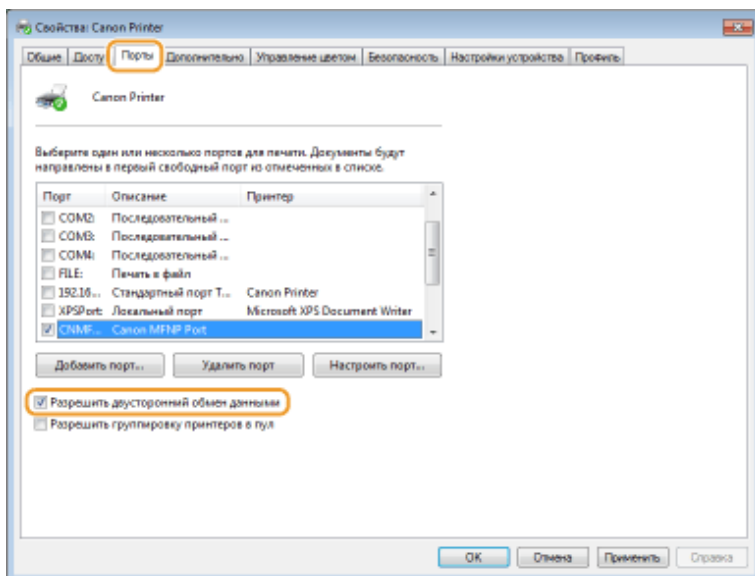 Свойства: Canon Printer
Общие Досту Порты Дополнительно Управление цветом Безопасность Настройки устройства Профиль
Canon Printer
Выберите один или несколько портов для печати. Документы будут
направлены в первый свободный порт из отмеченных в списке.
Порт Описание Принтер
COM2: Последовательный ...
COM3: Последовательный ...
COM4: Последовательный ...
FILE: Печать в файл
192.16... Стандартный порт T... Canon Printer
XPSPort: Локальный порт Microsoft XPS Document Writer
CNMF... Canon MFNP Port
Добавить порт... Удалить порт Настроить порт...
Разрешить двусторонний обмен данными
Разрешить группировку принтеров в пул
OK Отмена Применить Справка